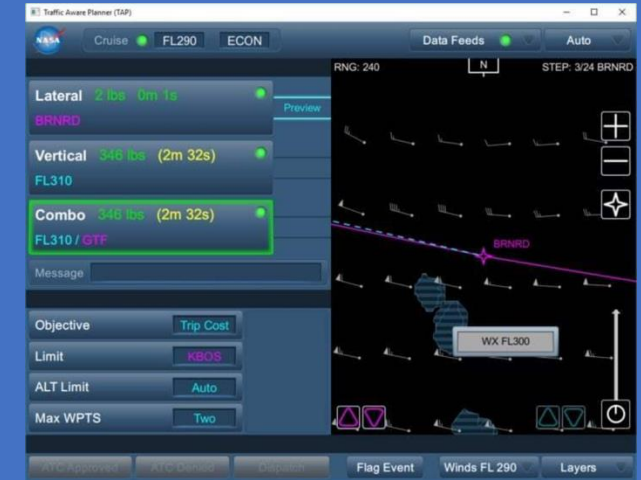 Traffic Aware Planner (TAP)
NASA
Cruise FL290 ECON
Data Feeds
Auto
RNG: 240
N
STEP: 3/24 BRNRD
Lateral 2 lbs 0m 1s
BRNRD
Preview
Vertical 346 lbs (2m 32s)
FL310
Combo 346 lbs (2m 32s)
FL310 / GTF
Message
BRNRD
WX FL300
Objective Trip Cost
Limit KBOS
ALT Limit Auto
Max WPTS Two
ATC Approved
ATC Denied
Dispatch
Flag Event
Winds FL 290
Layers